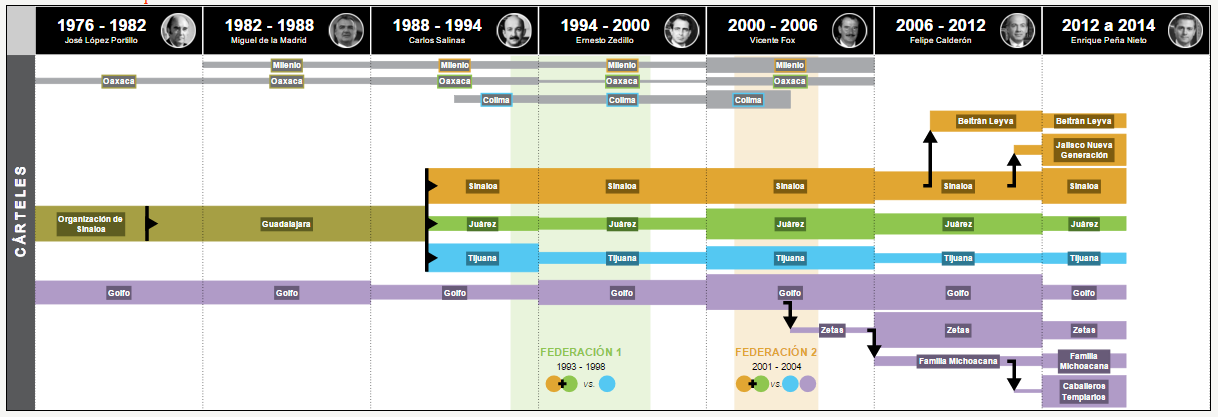 1976 - 1982
José López Portillo
1982 - 1988
Miguel de la Madrid
1988 - 1994
Carlos Salinas
1994 - 2000
Ernesto Zedillo
2000 - 2006
Vicente Fox
2006 - 2012
Felipe Calderón
2012 a 2014
Enrique Peña Nieto
CÁRTELES
Milenio Milenio Milenio Milenio
Oaxaca Oaxaca Oaxaca Oaxaca Oaxaca
Colima Colima Colima
Beltrán Leyva Beltrán Leyva
Jalisco Nueva
Generación
Sinaloa Sinaloa Sinaloa Sinaloa Sinaloa
Organización de
Sinaloa
Guadalajara
Juárez Juárez Juárez Juárez Juárez
Tijuana Tijuana Tijuana Tijuana Tijuana
Golfo Golfo Golfo Golfo Golfo Golfo Golfo
Zetas Zetas Zetas
FEDERACIÓN 1
1993 - 1998
+ vs.
FEDERACIÓN 2
2001 - 2004
+ vs.
Familia Michoacana
Familia
Michoacana
Caballeros
Templarios